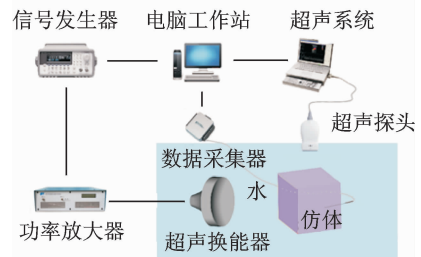 信号发生器
电脑工作站
超声系统
超声探头
数据采集器
水
仿体
功率放大器
超声换能器